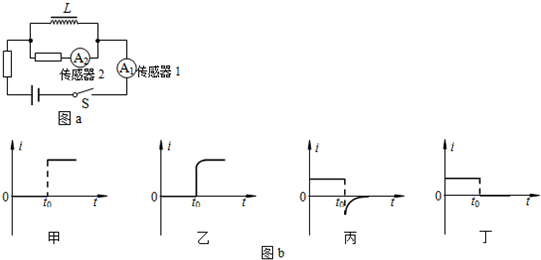 L
A₂
传感器 2
A₁ 传感器 1
S
图 a
i i i i
0 t₀ t 0 t₀ t 0 t₀ t 0 t₀ t
甲 乙 丙 丁
图 b